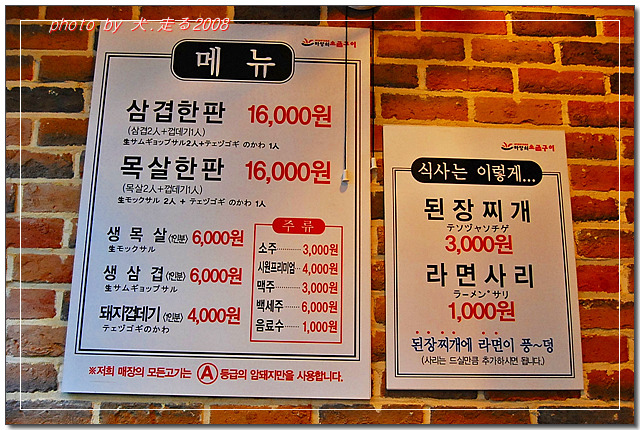 photo by 犬.走る2008
메뉴
삼겹한판 16,000원
(삼겹2人+껍데기1人)
生サムギョップサル2人+テェヅゴギ のかわ 1人
목살한판 16,000원
(목살2人+껍데기1人)
生モックサル 2人 + テェヅゴギ のかわ 1人
생목살(1인분) 6,000원
生モックサル
생삼겹(1인분) 6,000원
生サムギョップサル
돼지껍데기(1인분) 4,000원
テェヅゴギのかわ
주류
소주 3,000원
시원프리미엄 4,000원
맥주 3,000원
백세주 6,000원
음료수 1,000원
※저희 매장의 모든고기는 A 등급의 암돼지만을 사용합니다.
소금구이
식사는 이렇게...
된장찌개
テソヅャソチゲ
3,000원
라면사리
ラーメン*サリ
1,000원
된장찌개에 라면이 풍~덩
(사리는 드실만큼 추가하시면 됩니다.)